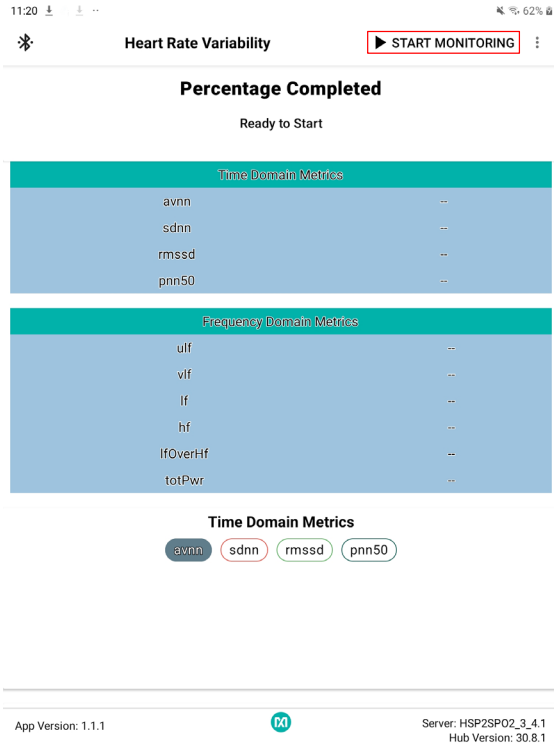 11:20
62%
Heart Rate Variability
START MONITORING
Percentage Completed
Ready to Start
Time Domain Metrics
avnn --
sdnn --
rmssd --
pnn50 --
Frequency Domain Metrics
ulf --
vlf --
lf --
hf --
lfOverHf --
totPwr --
Time Domain Metrics
avnn sdnn rmssd pnn50
App Version: 1.1.1
Server: HSP2SPO2_3_4.1
Hub Version: 30.8.1